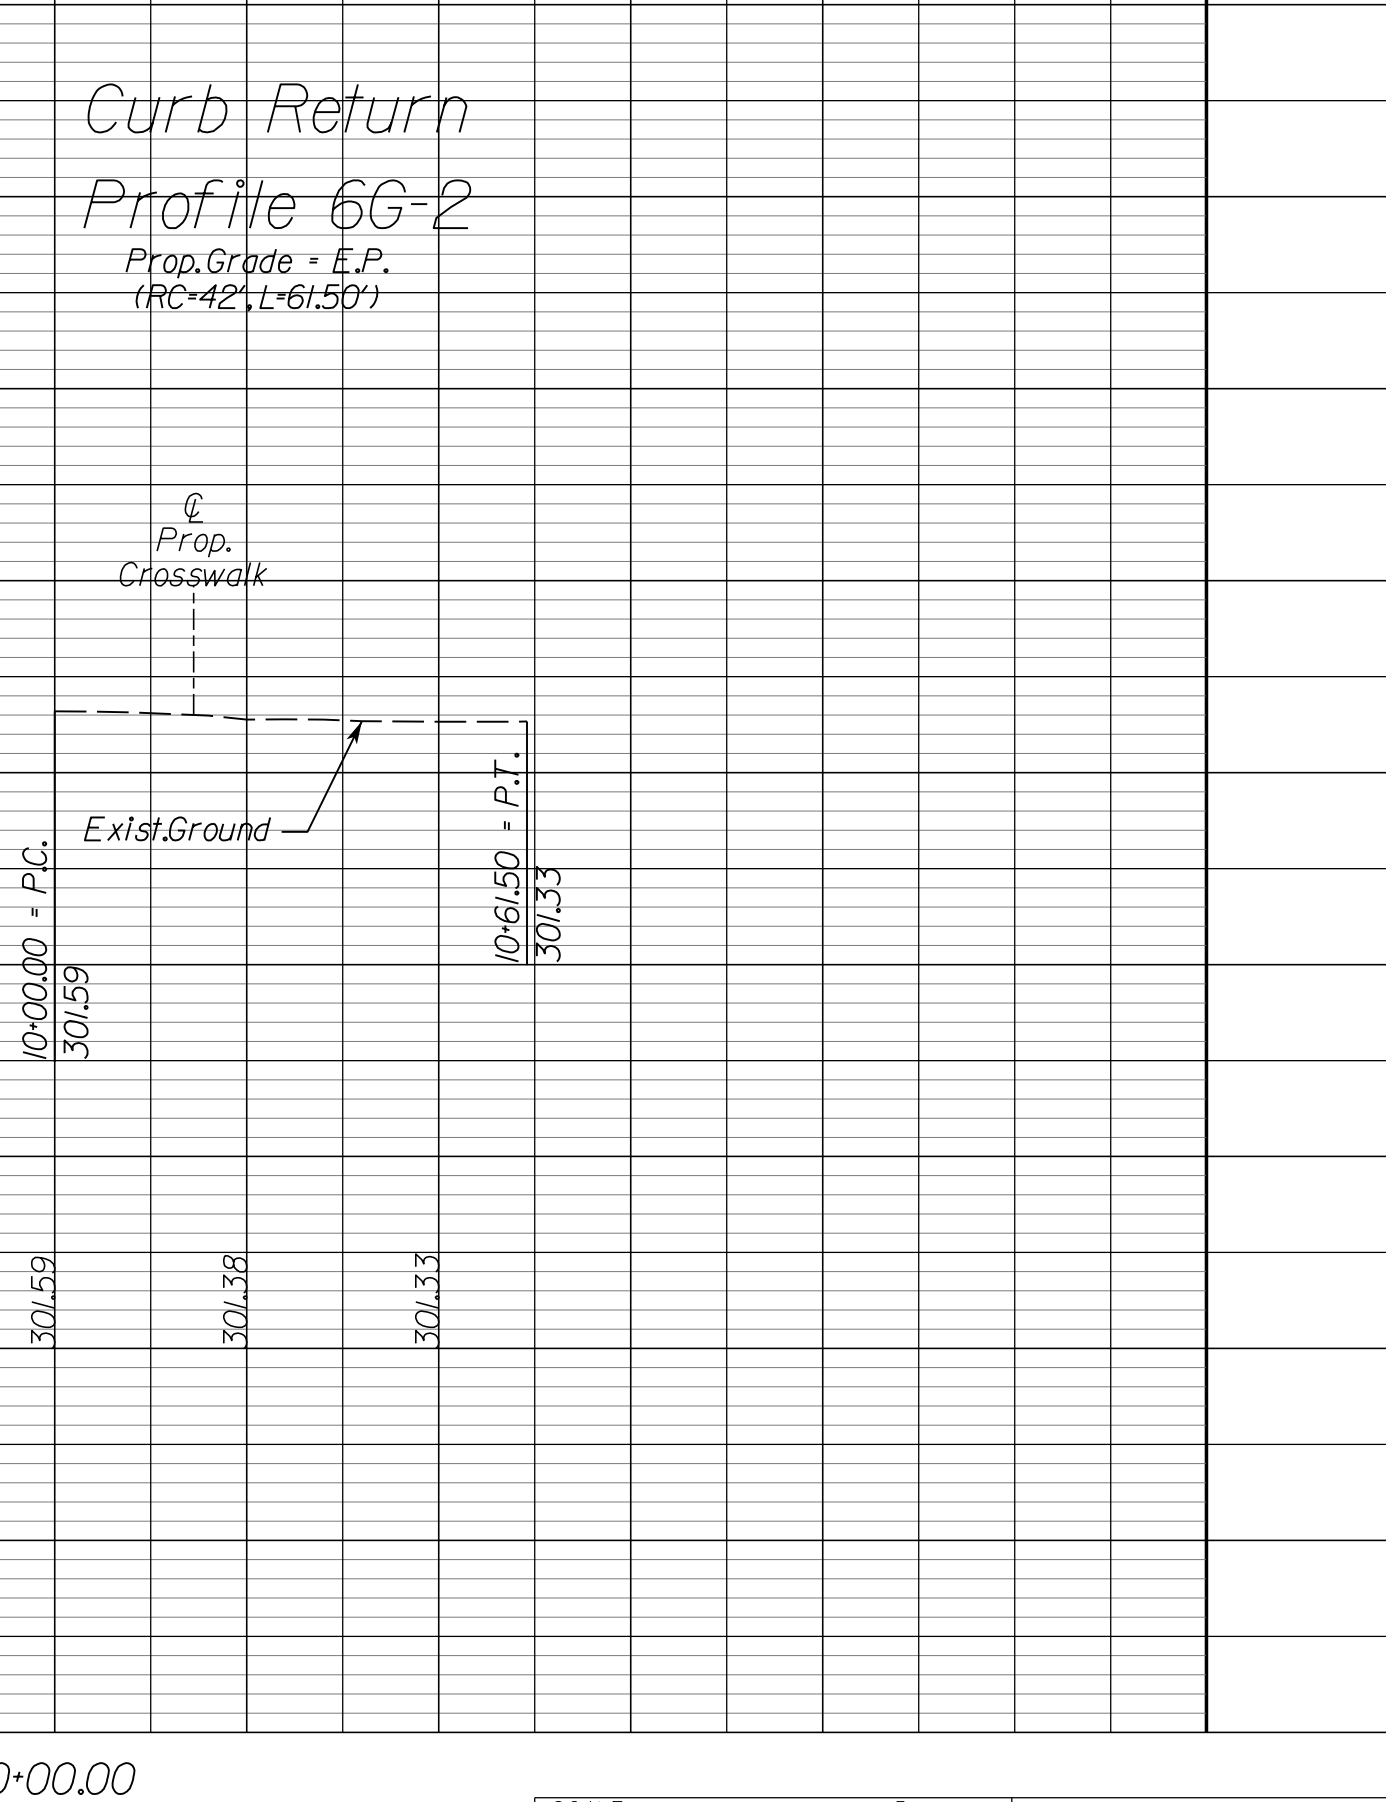 Curb Return
Profile 6G-2
Prop. Grade = E.P.
(RC=42', L=61.50')
℄
Prop.
Crosswalk
Exist. Ground
10+00.00 = P.C.
301.59
10+61.50 = P.T.
301.33
301.59
301.38
301.33
0+00.00